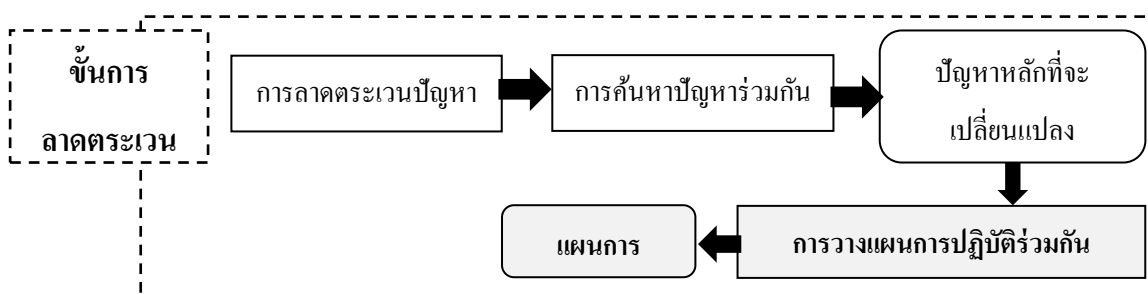 ขั้นการ
ลาดตระเวน
การลาดตระเวนปัญหา
การค้นหาปัญหาร่วมกัน
ปัญหาหลักที่จะ
เปลี่ยนแปลง
แผนการ
การวางแผนการปฏิบัติร่วมกัน